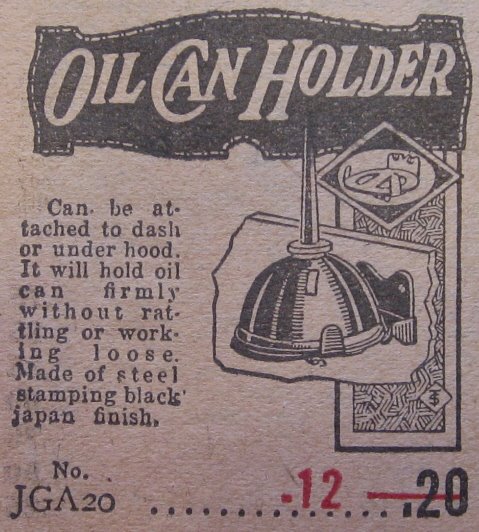 OIL CAN HOLDER
Can be at-
tached to dash
or under hood.
It will hold oil
can firmly
without rat-
tling or work-
ing loose.
Made of steel
stamping black
japan finish.
No.
JGA20 .............. .12 .20